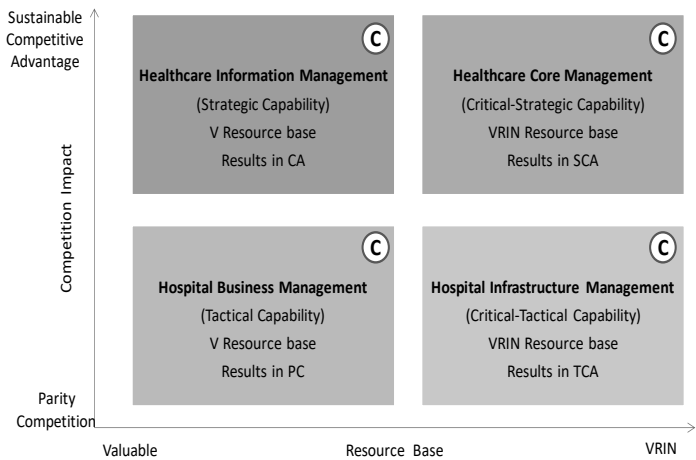 Sustainable
Competitive
Advantage
Competition Impact
Parity
Competition
C
Healthcare Information Management
(Strategic Capability)
V Resource base
Results in CA
C
Healthcare Core Management
(Critical-Strategic Capability)
VRIN Resource base
Results in SCA
C
Hospital Business Management
(Tactical Capability)
V Resource base
Results in PC
C
Hospital Infrastructure Management
(Critical-Tactical Capability)
VRIN Resource base
Results in TCA
Valuable
Resource Base
VRIN